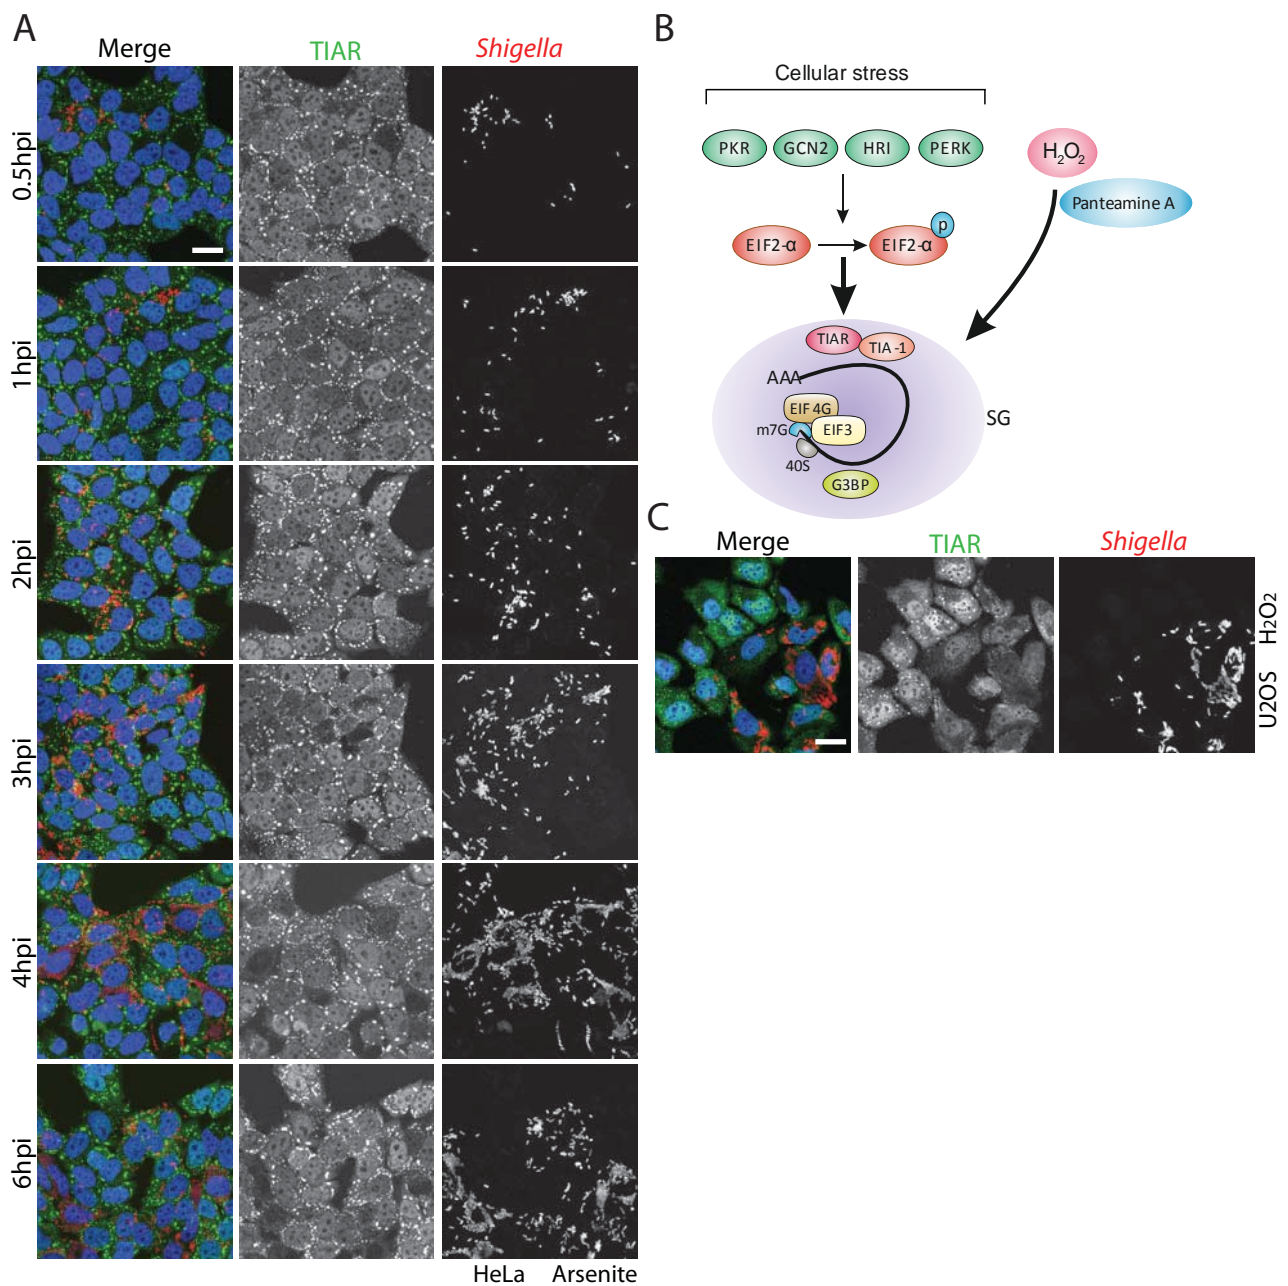 A
Merge TIAR Shigella
0.5hpi
1hpi
2hpi
3hpi
4hpi
6hpi
HeLa Arsenite
B
Cellular stress
PKR GCN2 HRI PERK
H2O2
Panteamine A
EIF2-α EIF2-α p
TIAR TIA-1
AAA
EIF 4G
m7G EIF3
40S
G3BP
SG
C
Merge TIAR Shigella
U2OS H2O2